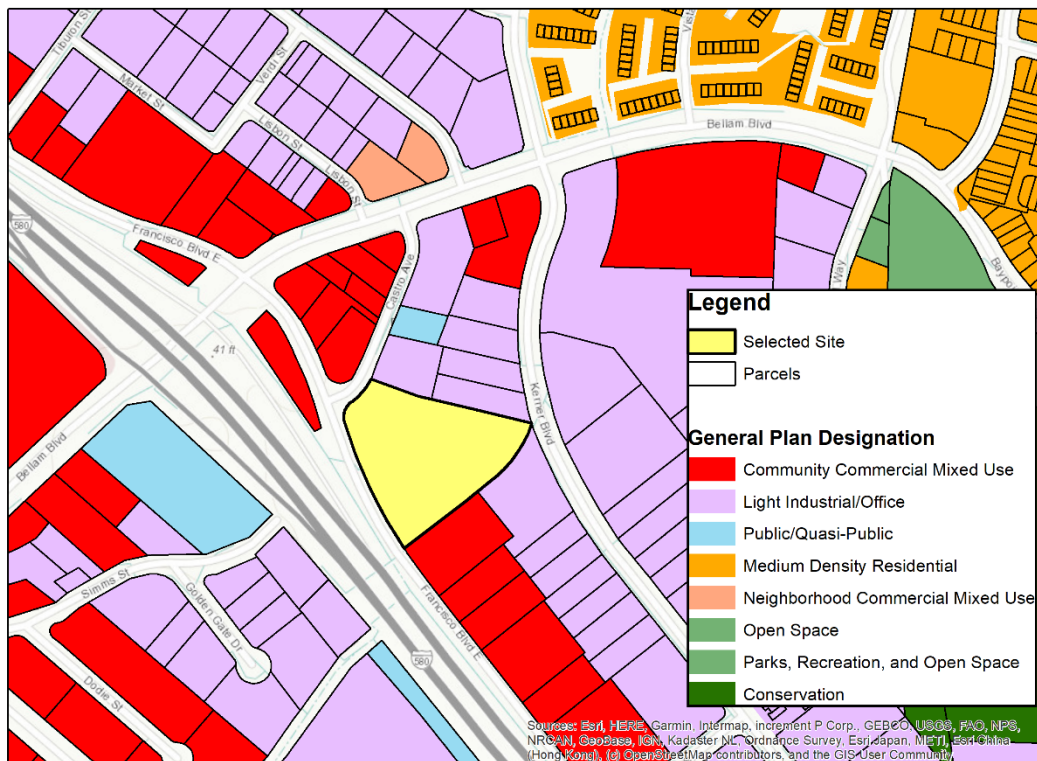 Tiburon St
Market St
Verdi St
Lisbon St
Lisbon St
Vista
Bellam Blvd
580
Francisco Blvd E
Castro Ave
41 ft
Bellam Blvd
Kerner Blvd
Way
Simms St
Golden Gate Dr
Dodie St
Francisco Blvd E
580
Legend
Selected Site
Parcels
General Plan Designation
Community Commercial Mixed Use
Light Industrial/Office
Public/Quasi-Public
Medium Density Residential
Neighborhood Commercial Mixed Use
Open Space
Parks, Recreation, and Open Space
Conservation
Sources: Esri, HERE, Garmin, Intermap, increment P Corp., GEBCO, USGS, FAO, NPS,
NRCAN, GeoBase, IGN, Kadaster NL, Ordnance Survey, Esri Japan, METI, Esri China
(Hong Kong), (c) OpenStreetMap contributors, and the GIS User Community